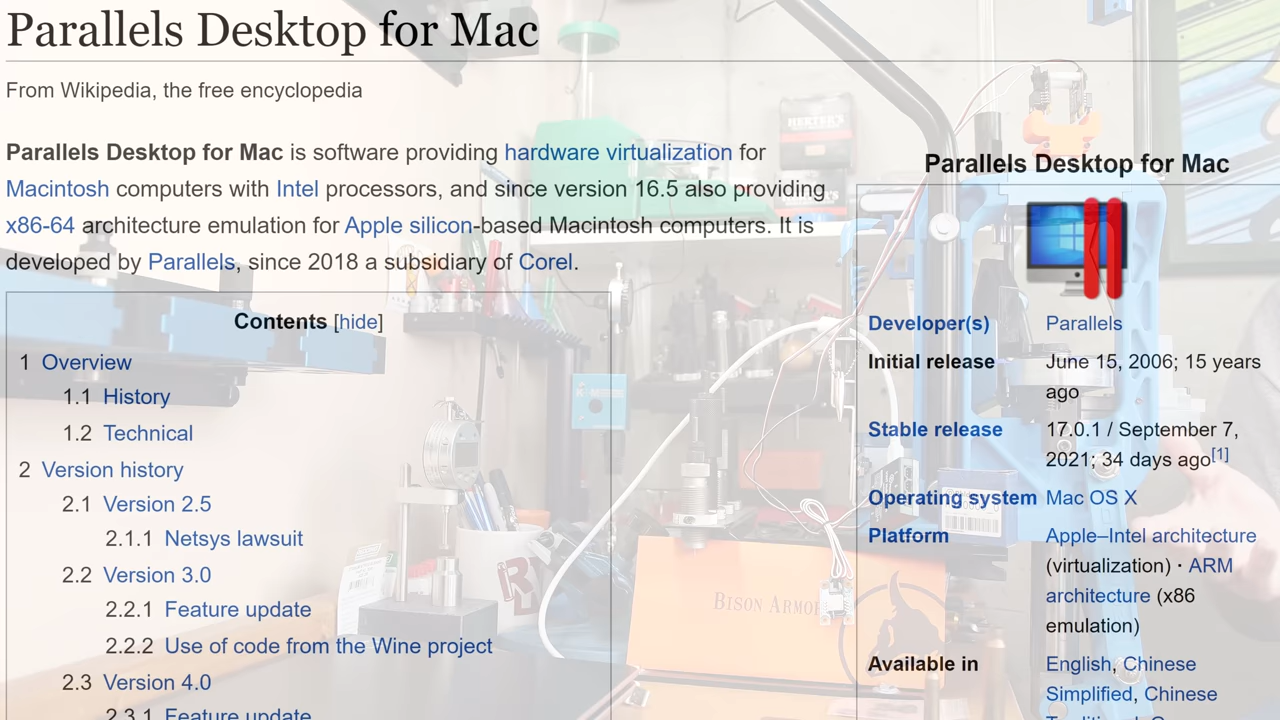 Parallels Desktop for Mac
From Wikipedia, the free encyclopedia
Parallels Desktop for Mac is software providing hardware virtualization for
Macintosh computers with Intel processors, and since version 16.5 also providing
x86-64 architecture emulation for Apple silicon-based Macintosh computers. It is
developed by Parallels, since 2018 a subsidiary of Corel.
Contents [hide]
1 Overview
1.1 History
1.2 Technical
2 Version history
2.1 Version 2.5
2.1.1 Netsys lawsuit
2.2 Version 3.0
2.2.1 Feature update
2.2.2 Use of code from the Wine project
2.3 Version 4.0
2.3.1 Feature update
Parallels Desktop for Mac
Developer(s) Parallels
Initial release June 15, 2006; 15 years
ago
Stable release 17.0.1 / September 7,
2021; 34 days ago[1]
Operating system Mac OS X
Platform Apple–Intel architecture
(virtualization) · ARM
architecture (x86
emulation)
Available in English, Chinese
Simplified, Chinese
HERTER'S
BISON ARMOR